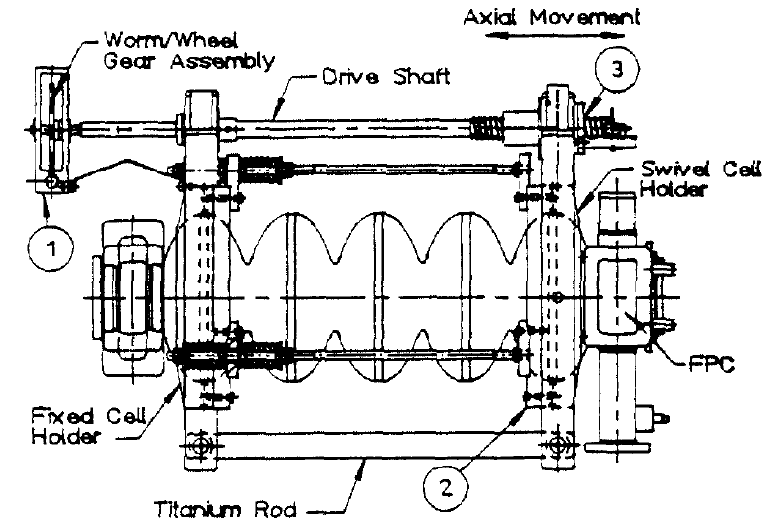 Axial Movement
Worm/Wheel
Gear Assembly
Drive Shaft
3
Swivel Cell
Holder
1
FPC
Fixed Cell
Holder
2
Titanium Rod